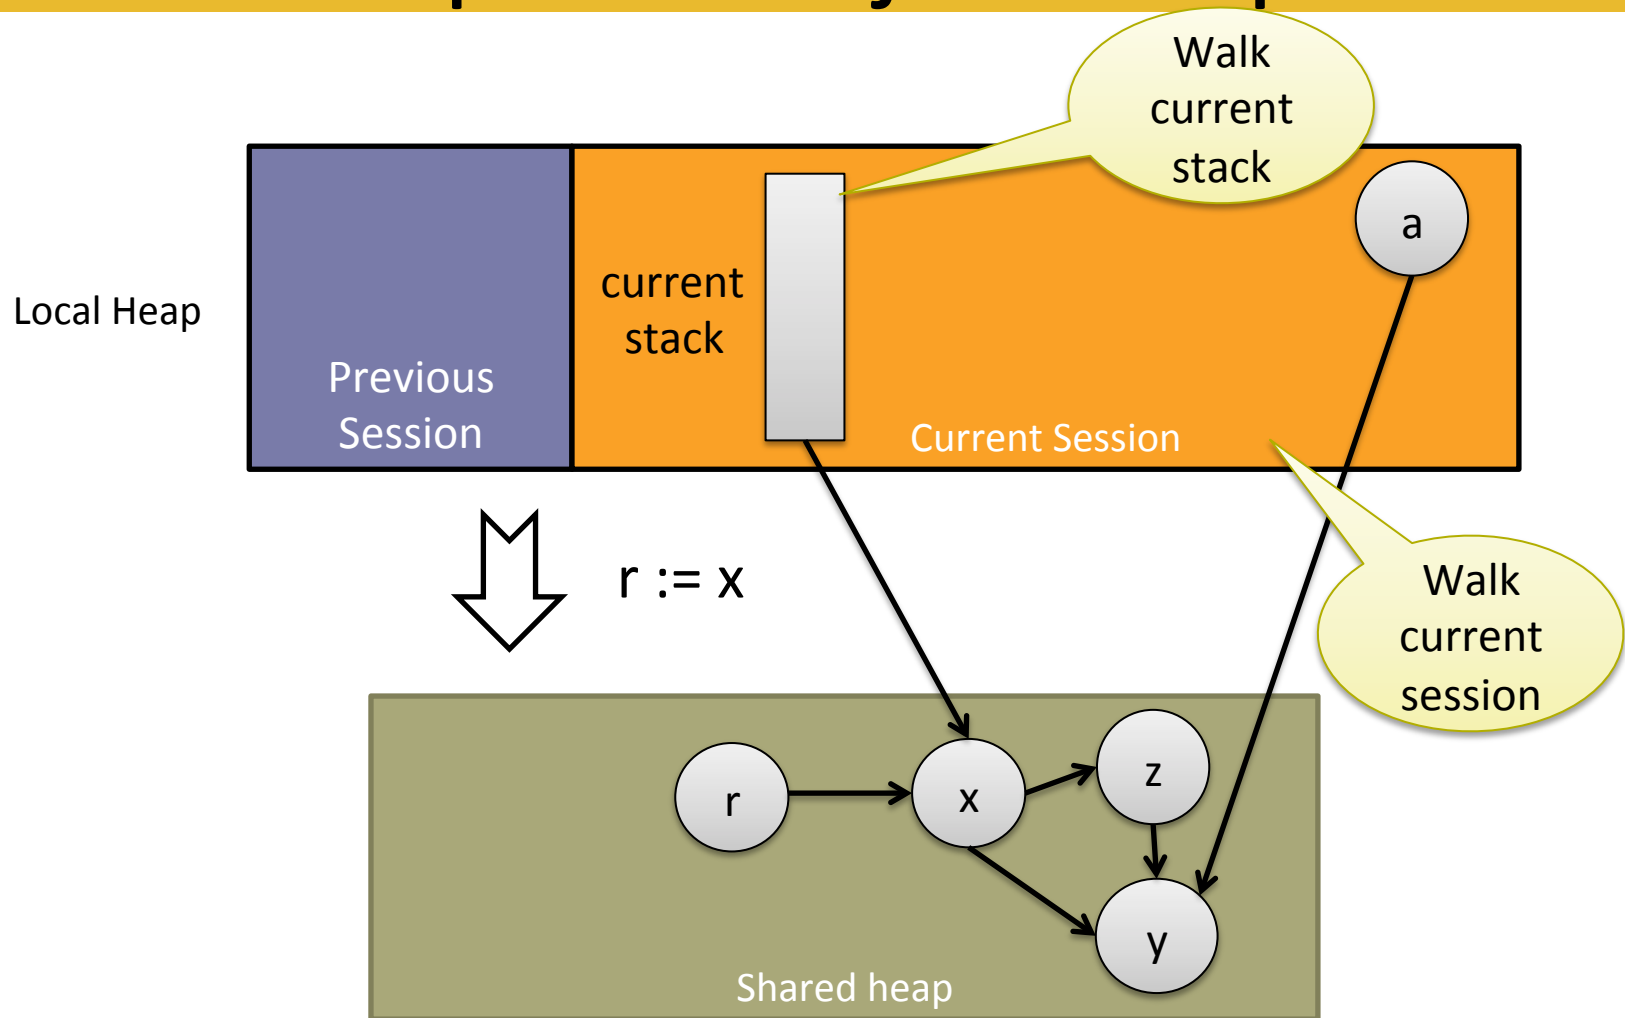 Walk
current
stack
a
Local Heap
current
stack
Previous
Session
Current Session
r := x
Walk
current
session
r
x
z
y
Shared heap